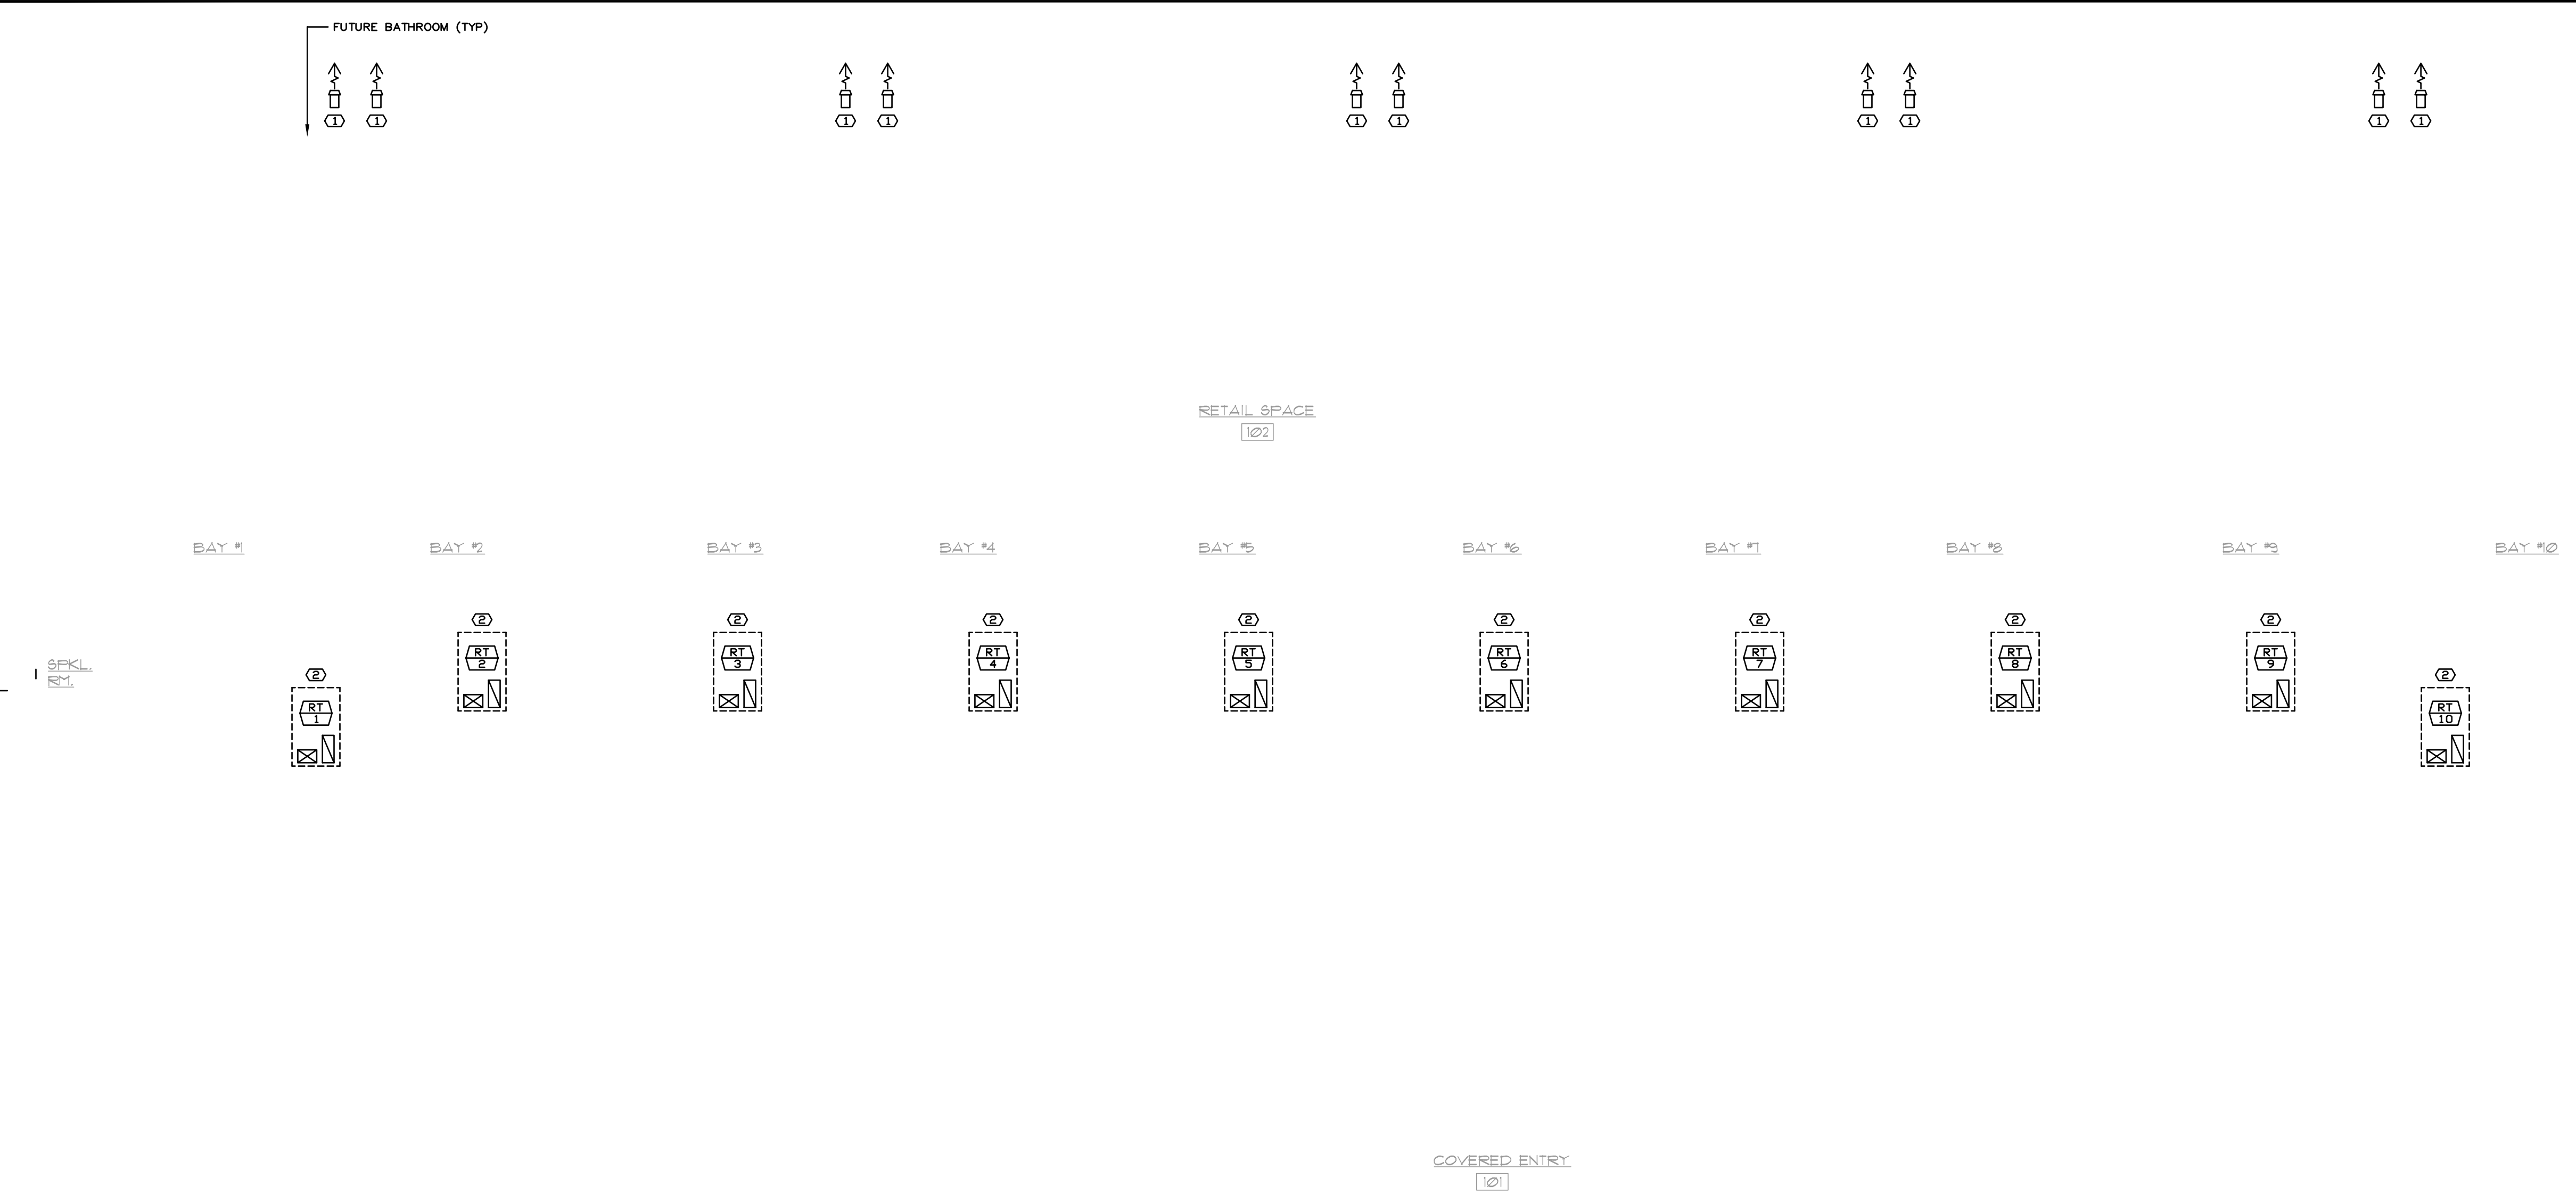 FUTURE BATHROOM (TYP)
1 1 1 1 1 1 1 1 1 1
RETAIL SPACE
102
BAY #1 BAY #2 BAY #3 BAY #4 BAY #5 BAY #6 BAY #7 BAY #8 BAY #9 BAY #10
2 2 2 2 2 2 2 2
RT RT RT RT RT RT RT RT
2 3 4 5 6 7 8 9
SPKL.
RM.
2 2
RT RT
1 10
COVERED ENTRY
101